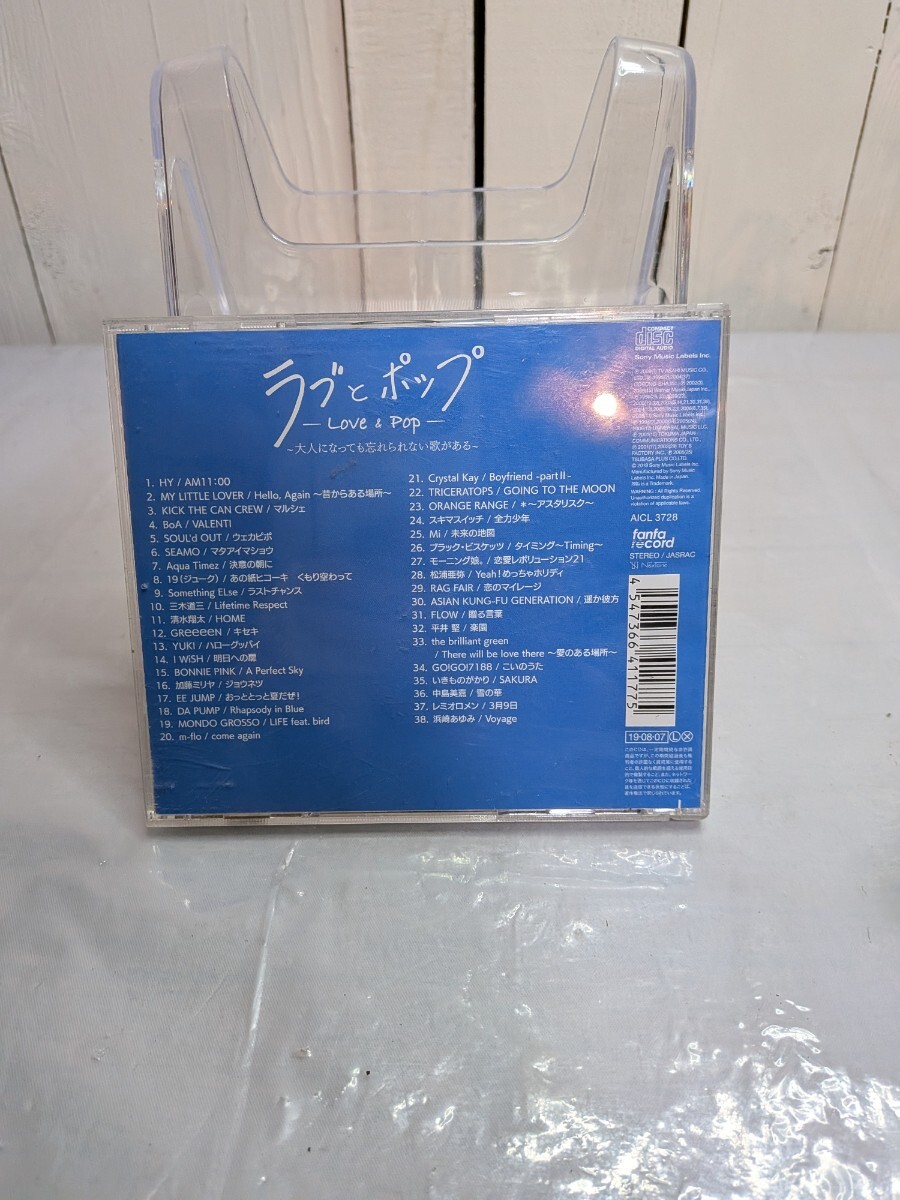 ラブとポップ
— Love & Pop —
～大人になっても忘れられない歌がある～
1. HY / AM11:00
2. MY LITTLE LOVER / Hello, Again ～昔からある場所～
3. KICK THE CAN CREW / マルシェ
4. BoA / VALENTI
5. SOUL'd OUT / ウェカピポ
6. SEAMO / マタアイマショウ
7. Aqua Timez / 決意の朝に
8. 19(ジューク) / あの紙ヒコーキ くもり空わって
9. Something ELse / ラストチャンス
10. 三木道三 / Lifetime Respect
11. 清水翔太 / HOME
12. GReeeeN / キセキ
13. YUKI / ハローグッバイ
14. I WiSH / 明日への扉
15. BONNIE PINK / A Perfect Sky
16. 加藤ミリヤ / ジョウネツ
17. EE JUMP / おっととっと夏だぜ!
18. DA PUMP / Rhapsody in Blue
19. MONDO GROSSO / LIFE feat. bird
20. m-flo / come again
21. Crystal Kay / Boyfriend -partⅡ-
22. TRICERATOPS / GOING TO THE MOON
23. ORANGE RANGE / ＊～アスタリスク～
24. スキマスイッチ / 全力少年
25. Mi / 未来の地図
26. ブラック・ビスケッツ / タイミング～Timing～
27. モーニング娘。/ 恋愛レボリューション21
28. 松浦亜弥 / Yeah!めっちゃホリディ
29. RAG FAIR / 恋のマイレージ
30. ASIAN KUNG-FU GENERATION / 遥か彼方
31. FLOW / 贈る言葉
32. 平井 堅 / 楽園
33. the brilliant green
/ There will be love there ～愛のある場所～
34. GO!GO!7188 / こいのうた
35. いきものがかり / SAKURA
36. 中島美嘉 / 雪の華
37. レミオロメン / 3月9日
38. 浜崎あゆみ / Voyage
COMPACT
disc
DIGITAL AUDIO
Sony Music Labels Inc.
AICL 3728
fanfa
record
STEREO / JASRAC
4 547366 411775
19·08·07 Ⓛ Ⓧ